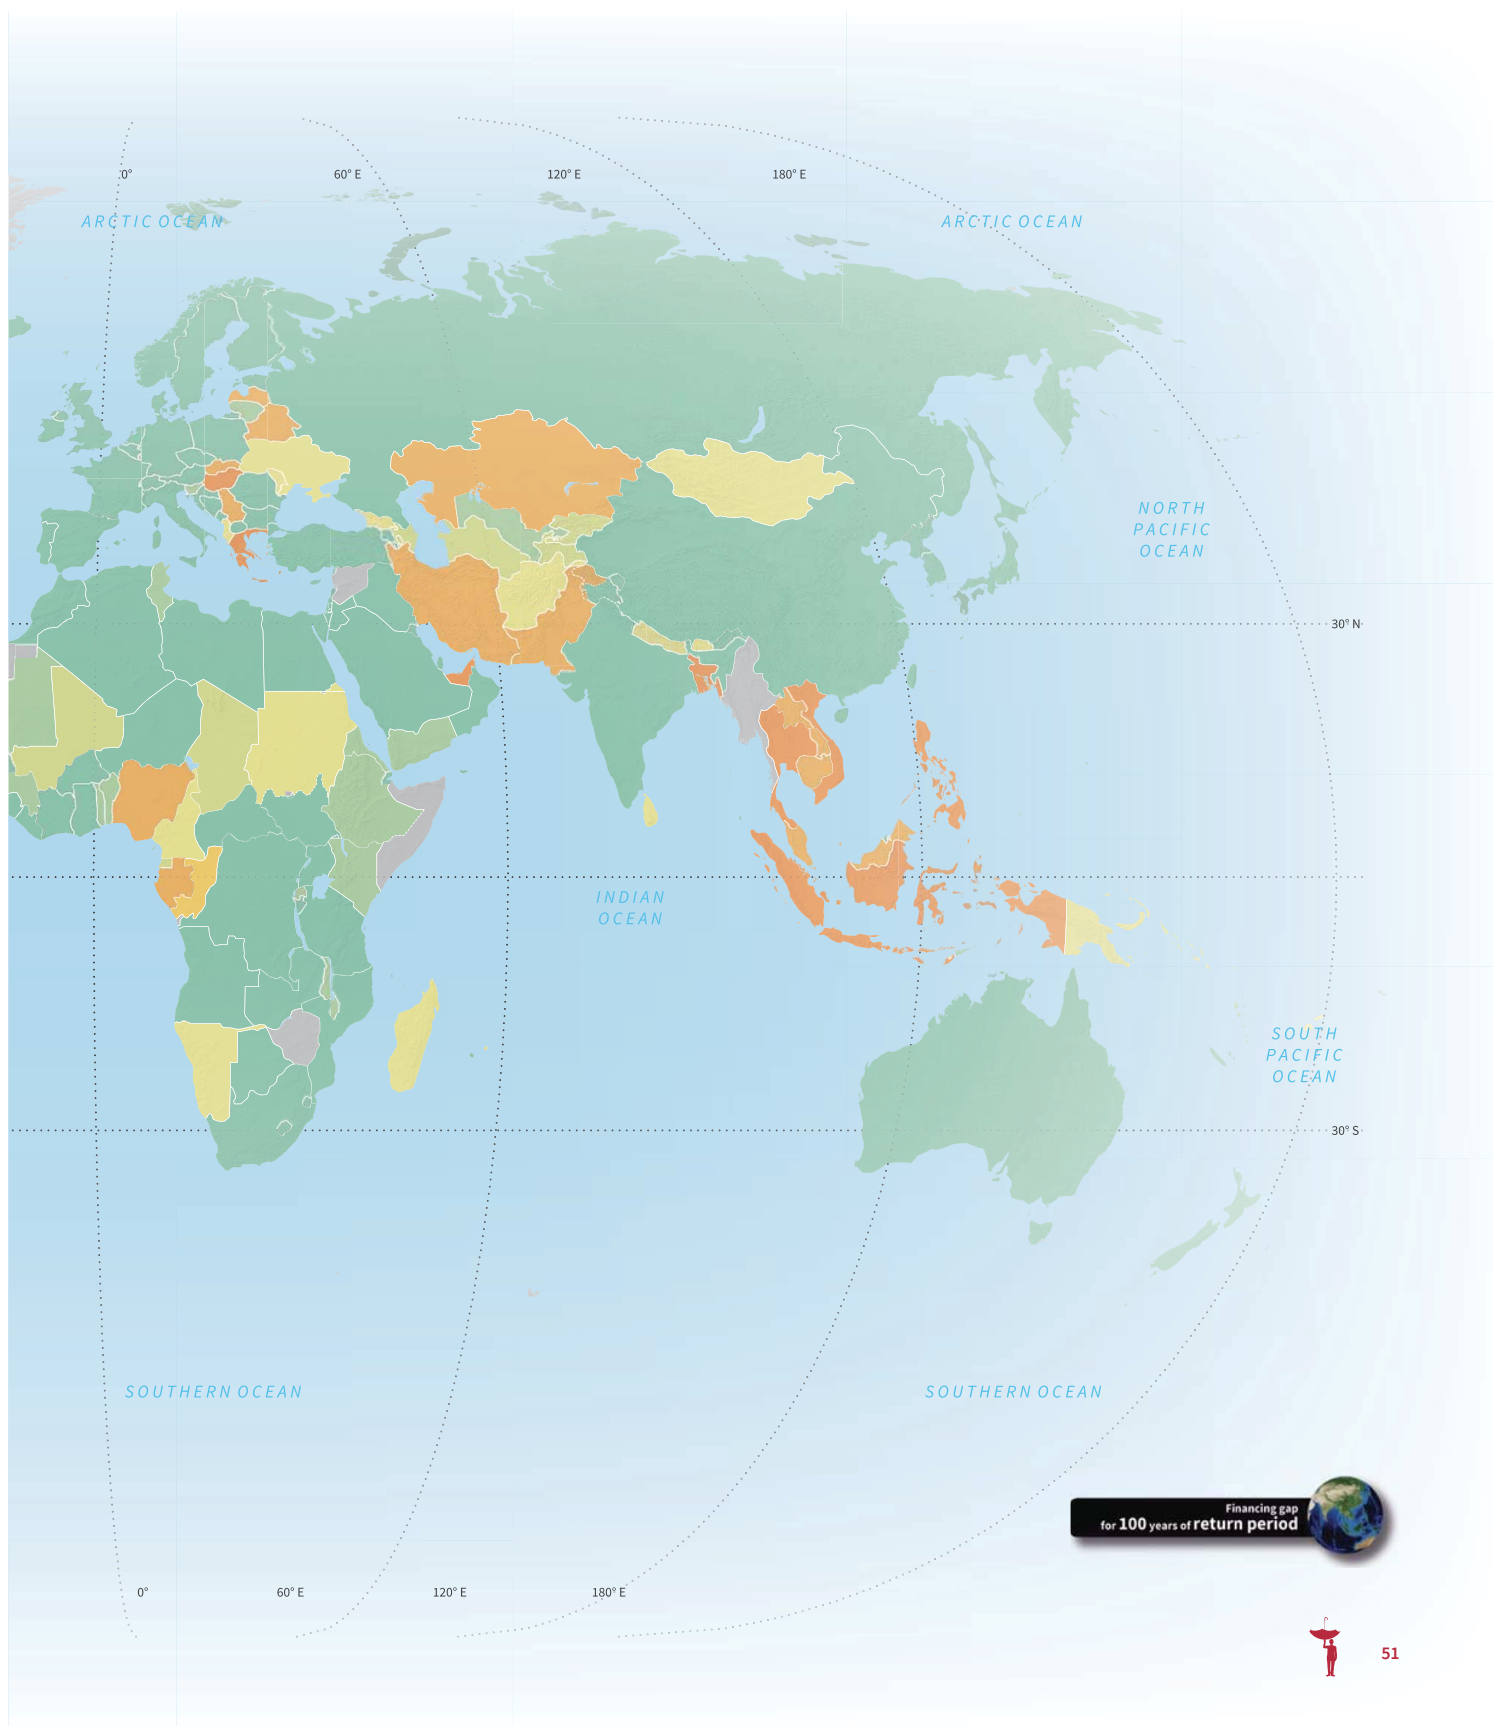 0°
60° E
120° E
180° E
ARCTIC OCEAN
ARCTIC OCEAN
NORTH
PACIFIC
OCEAN
30° N
INDIAN
OCEAN
SOUTH
PACIFIC
OCEAN
30° S
SOUTHERN OCEAN
SOUTHERN OCEAN
Financing gap
for 100 years of return period
0°
60° E
120° E
180° E
51